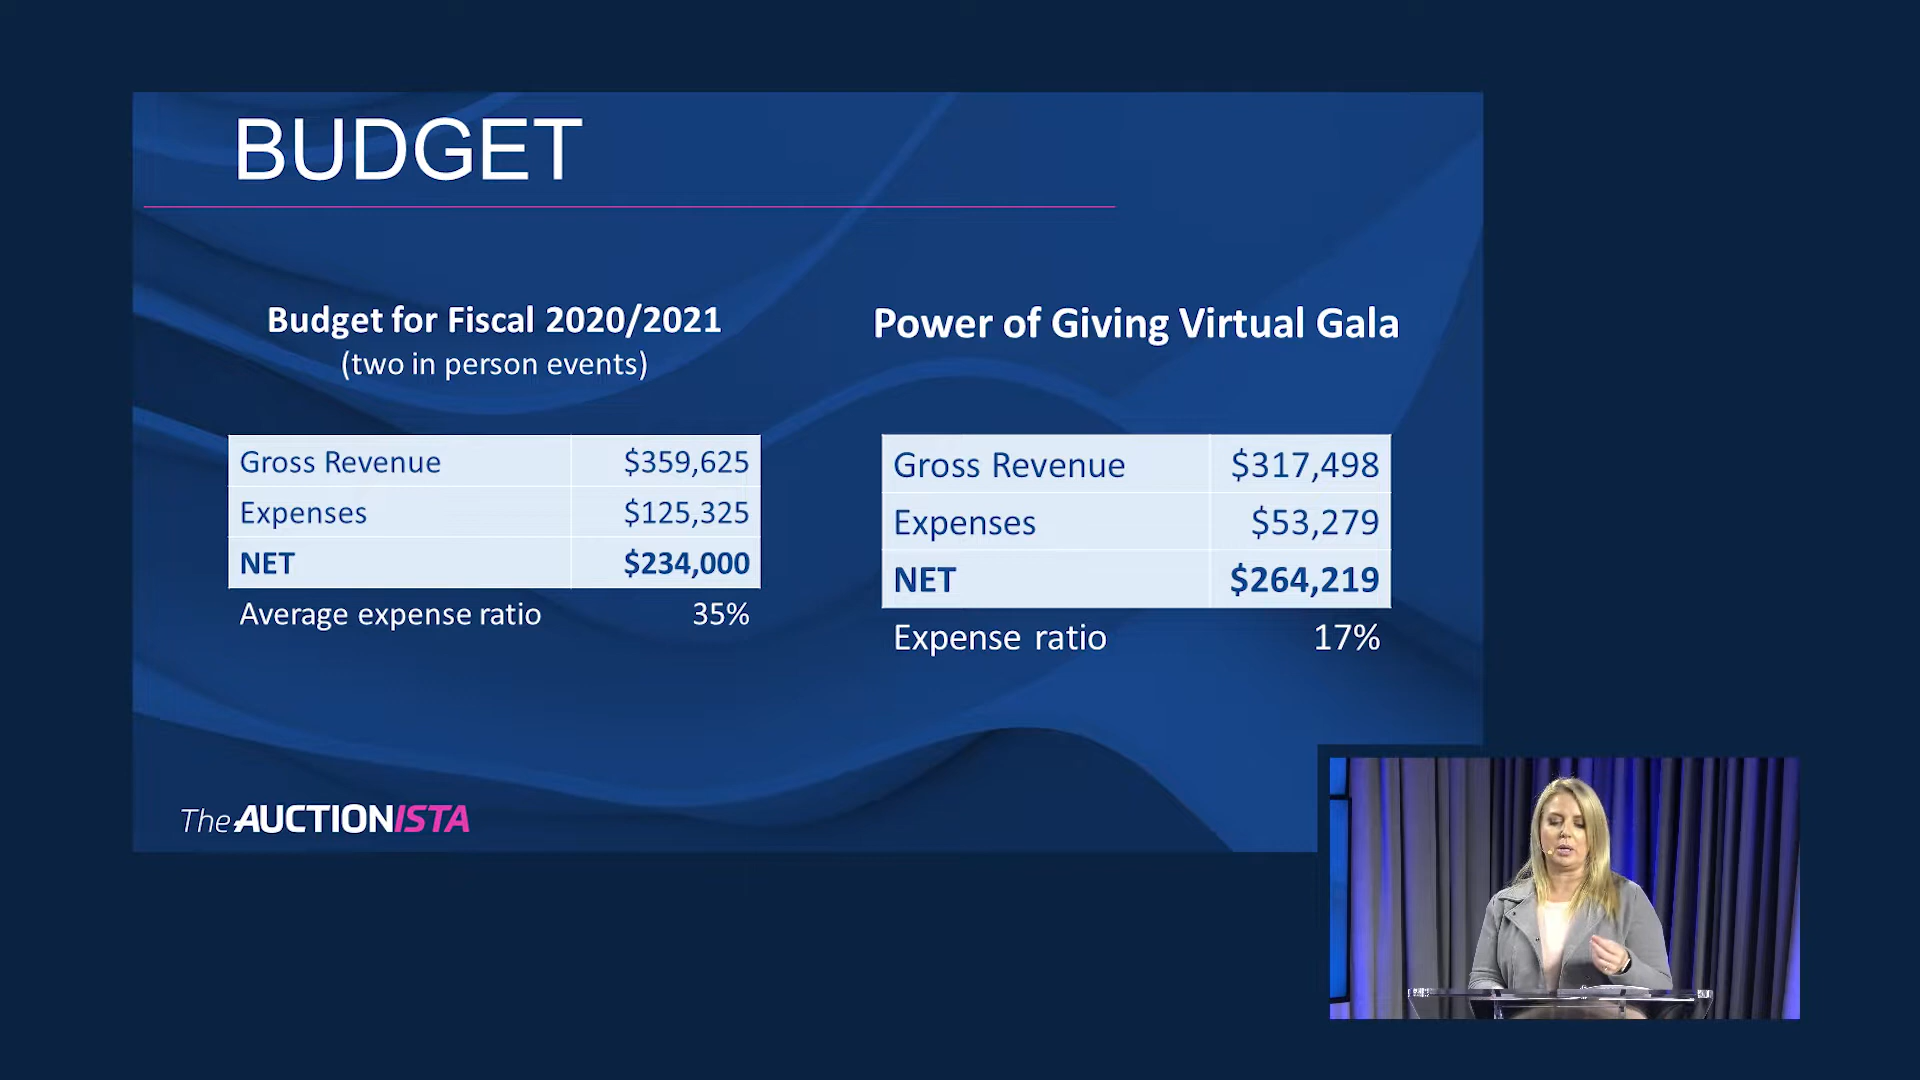 BUDGET
Budget for Fiscal 2020/2021
(two in person events)
Gross Revenue $359,625
Expenses $125,325
NET $234,000
Average expense ratio 35%
Power of Giving Virtual Gala
Gross Revenue $317,498
Expenses $53,279
NET $264,219
Expense ratio 17%
The AUCTIONISTA